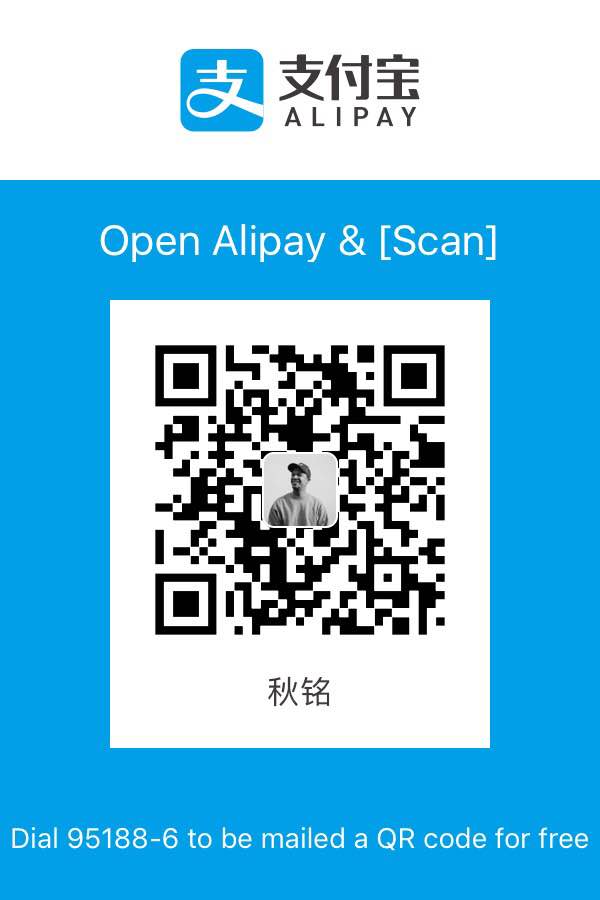 支
支付宝
ALIPAY
Open Alipay & [Scan]
秋铭
Dial 95188-6 to be mailed a QR code for free